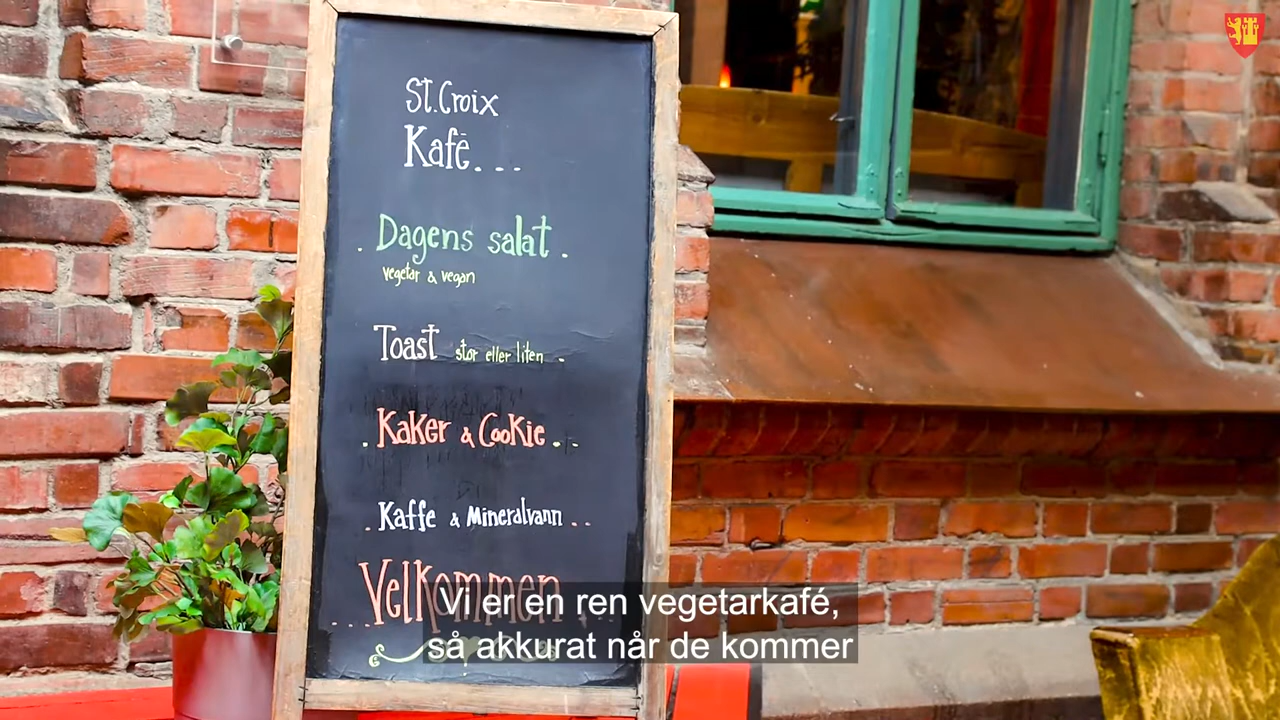 St. Croix
Kafé...
. Dagens salat .
vegetar & vegan
Toast stor eller liten ..
. Kaker & Cookie ...
. Kaffe & Mineralvann ..
... Velkommen ...
Vi er en ren vegetarkafé,
så akkurat når de kommer